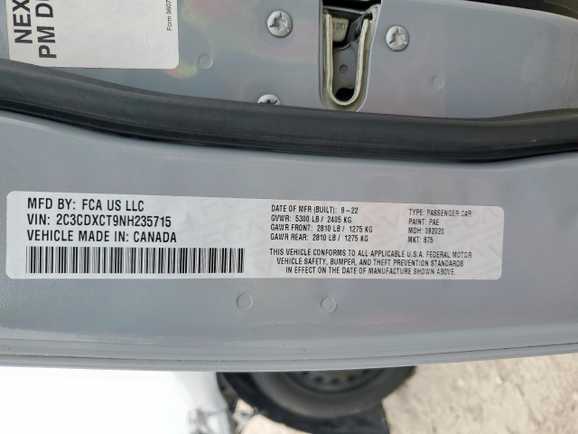 NEX
PM D
MFD BY: FCA US LLC
VIN: 2C3CDXCT9NH235715
VEHICLE MADE IN: CANADA
DATE OF MFR (BUILT): 9-22
GVWR: 5300 LB / 2405 KG
GAWR FRONT: 2810 LB / 1275 KG
GAWR REAR: 2810 LB / 1275 KG
TYPE: PASSENGER CAR
PAINT: PAE
MDH: 092020
MKT: 875
THIS VEHICLE CONFORMS TO ALL APPLICABLE U.S.A. FEDERAL MOTOR
VEHICLE SAFETY, BUMPER, AND THEFT PREVENTION STANDARDS
IN EFFECT ON THE DATE OF MANUFACTURE SHOWN ABOVE.